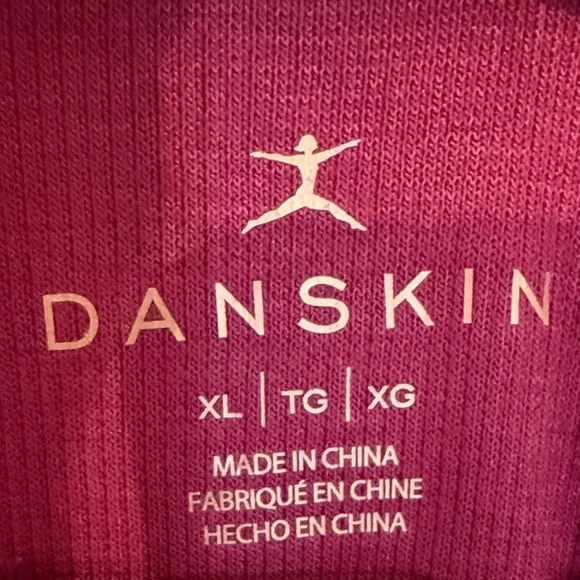 DANSKIN
XL | TG | XG
MADE IN CHINA
FABRIQUÉ EN CHINE
HECHO EN CHINA